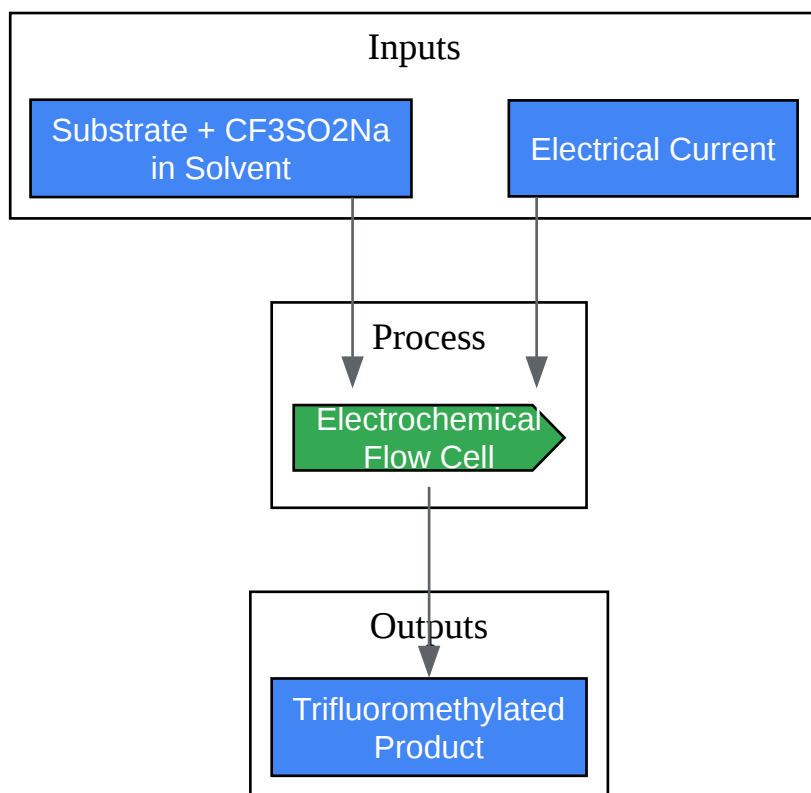 Inputs
Substrate + CF3SO2Na
in Solvent
Electrical Current
Process
Electrochemical
Flow Cell
Outputs
Trifluoromethylated
Product